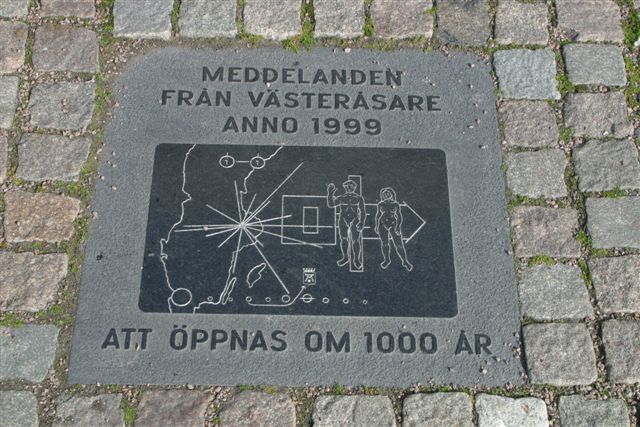 MEDDELANDEN
FRÅN VÄSTERÅSARE
ANNO 1999
ATT ÖPPNAS OM 1000 ÅR